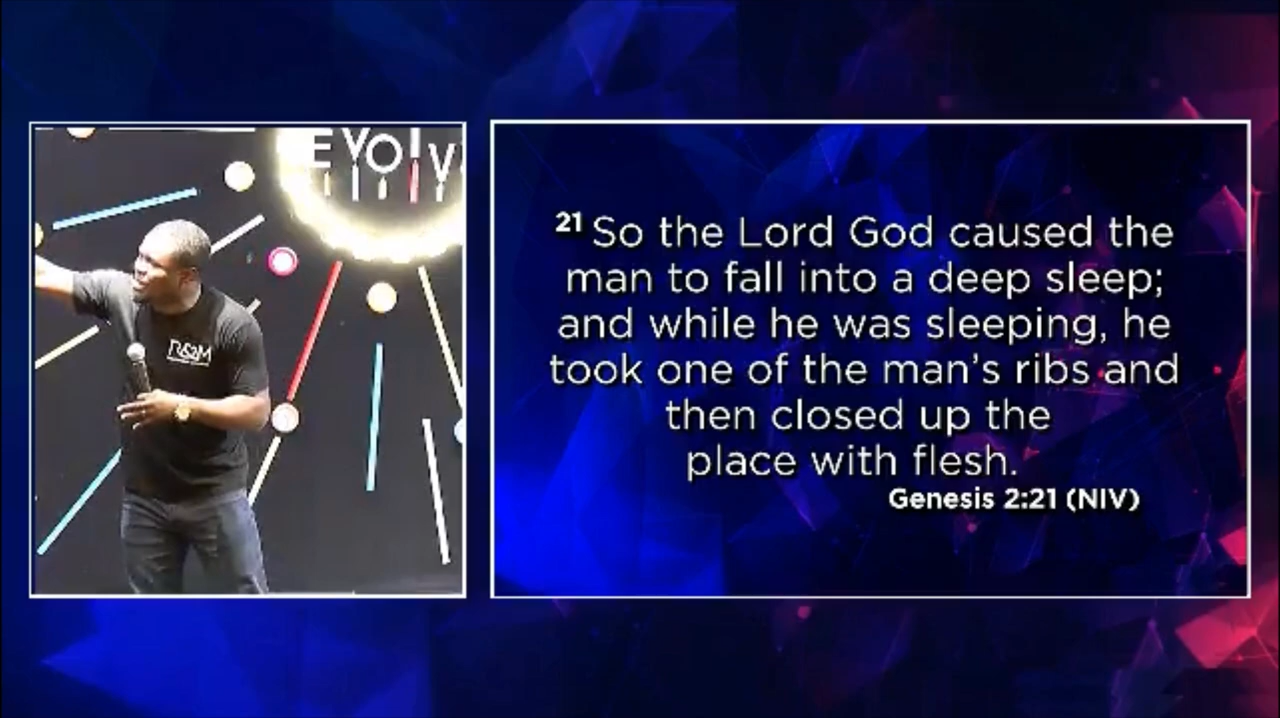 EVOLV
R&M
21 So the Lord God caused the
man to fall into a deep sleep;
and while he was sleeping, he
took one of the man's ribs and
then closed up the
place with flesh.
Genesis 2:21 (NIV)